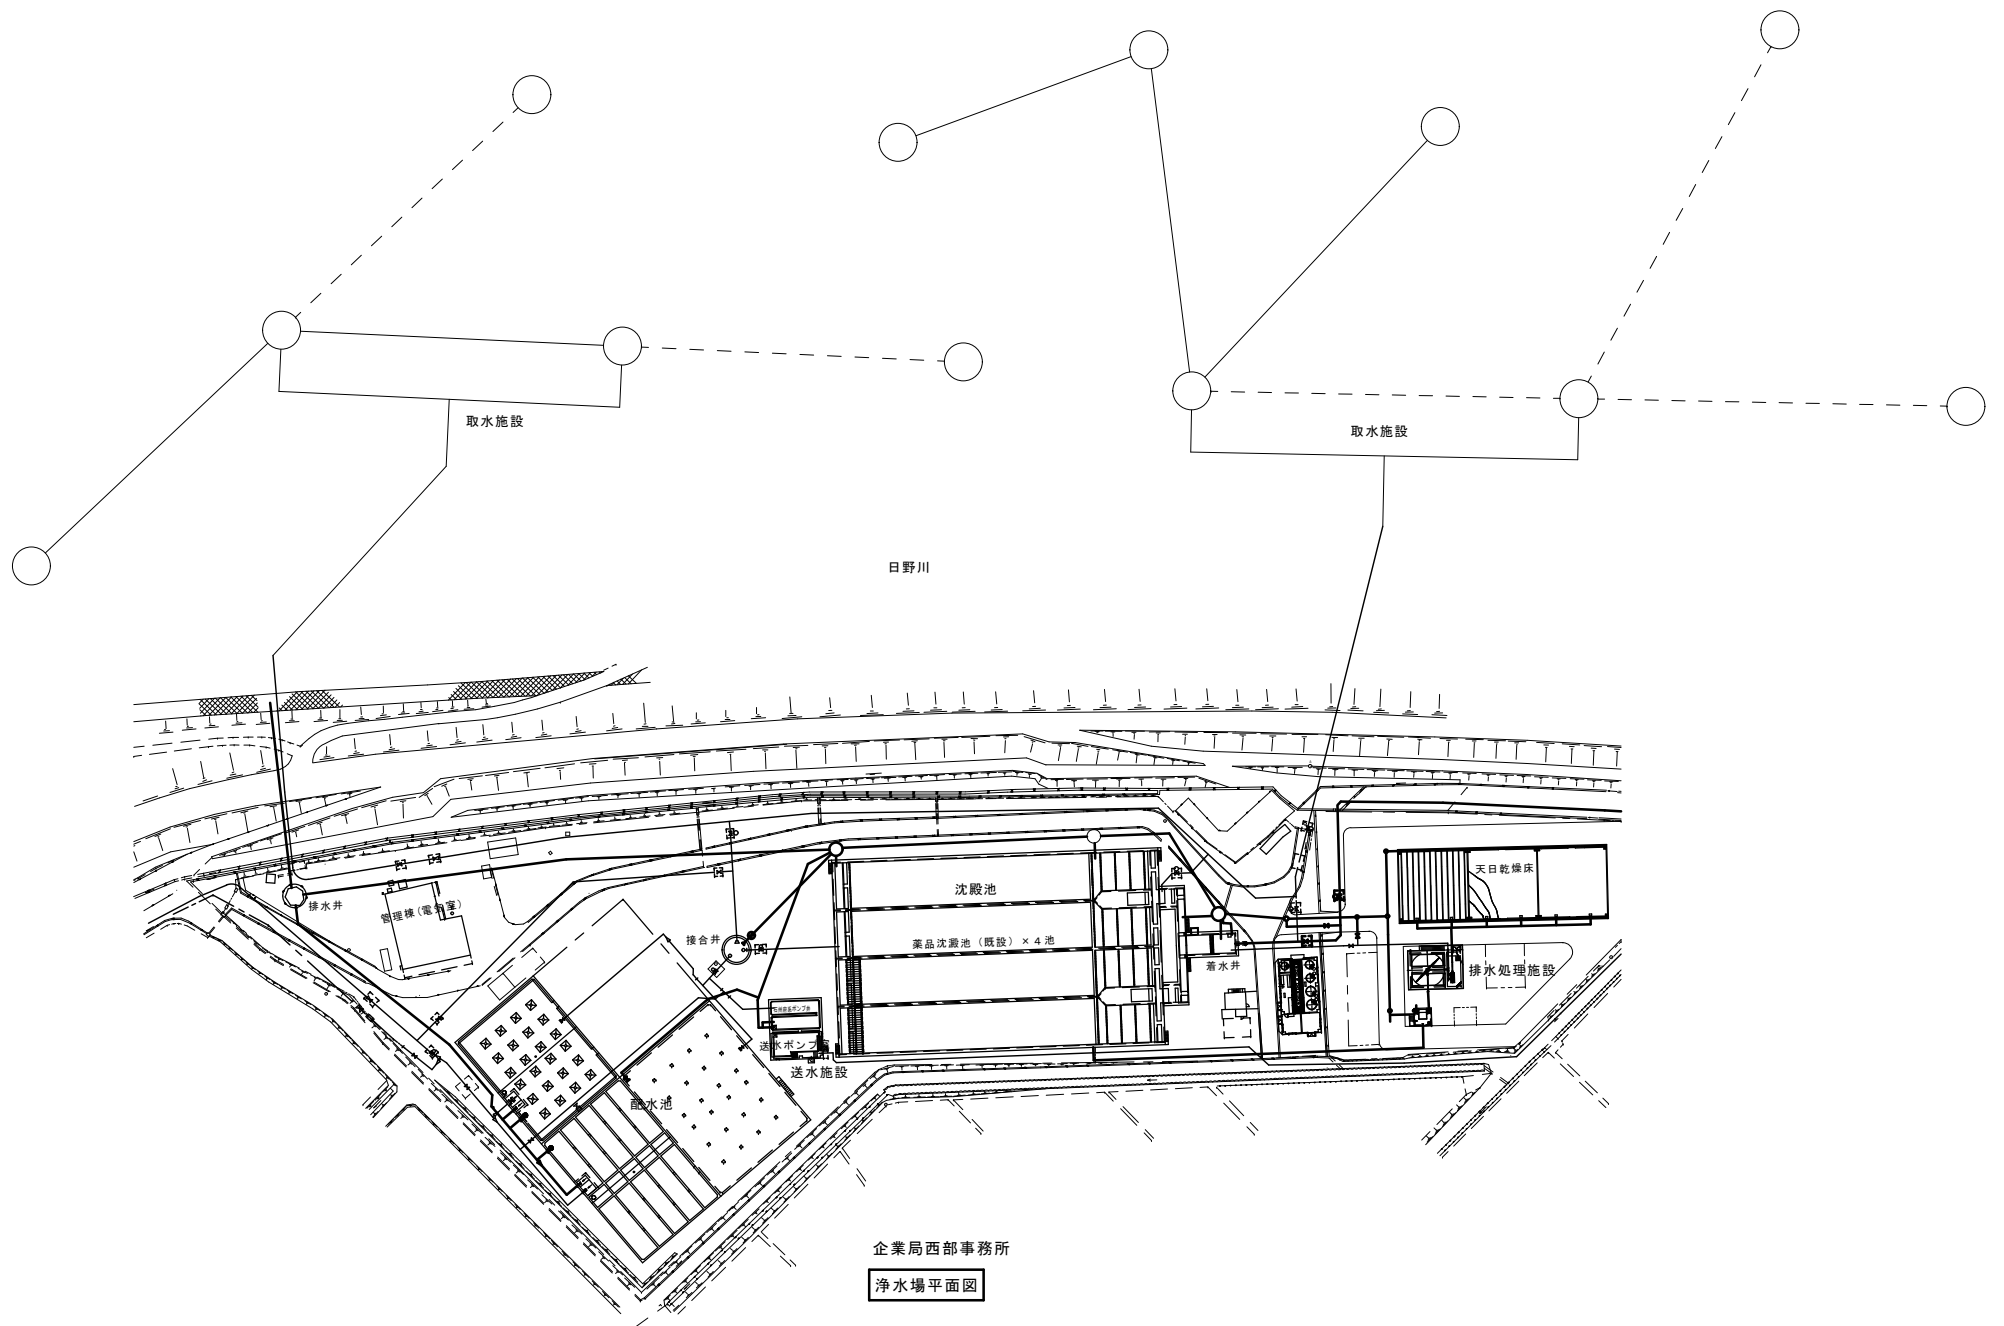 取水施設
取水施設
日野川
天日乾燥床
沈殿池
排水井
管理棟(電気室)
接合井
薬品沈澱池（既設）×４池
着水井
排水処理施設
送水ポンプ室
送水施設
配水池
企業局西部事務所
浄水場平面図